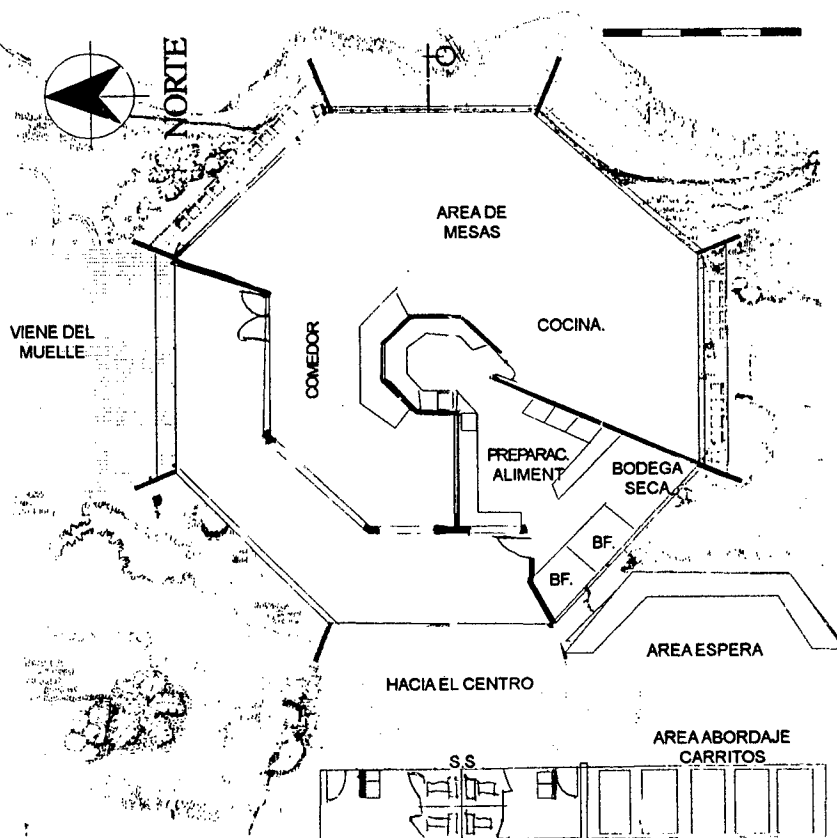 NORTE
AREA DE
MESAS
VIENE DEL
MUELLE
COMEDOR
COCINA.
PREPARAC.
ALIMENT
BODEGA
SECA
BF.
BF.
HACIA EL CENTRO
AREA ESPERA
AREA ABORDAJE
CARRITOS
S.S